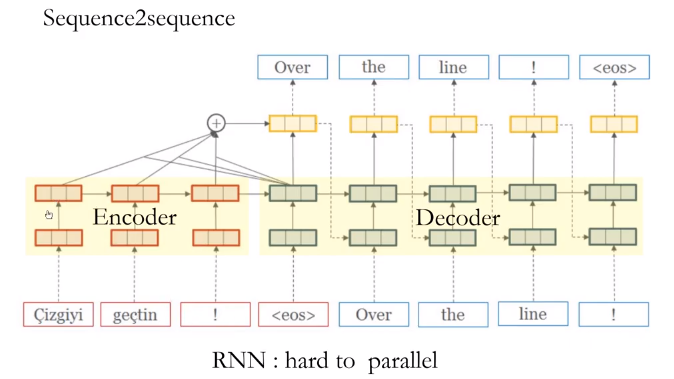 Sequence2sequence
Over the line ! <eos>
+
Encoder Decoder
Çizgiyi geçtin ! <eos> Over the line !
RNN : hard to parallel